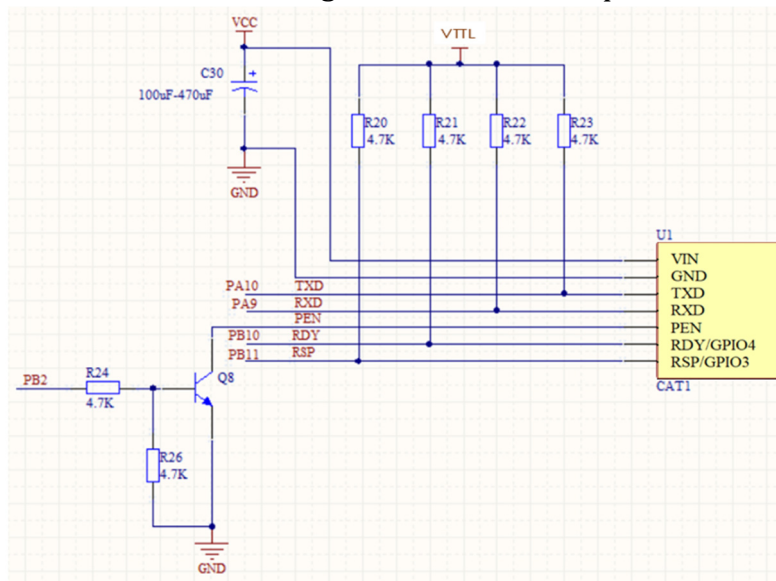 VCC
VTTL
C30
+
100uF-470uF
R20
4.7K
R21
4.7K
R22
4.7K
R23
4.7K
GND
U1
VIN
GND
PA10 TXD
TXD
PA9 RXD
RXD
PEN
PEN
PB10 RDY
RDY/GPIO4
PB11 RSP
RSP/GPIO3
CAT1
PB2
R24
4.7K
Q8
R26
4.7K
GND